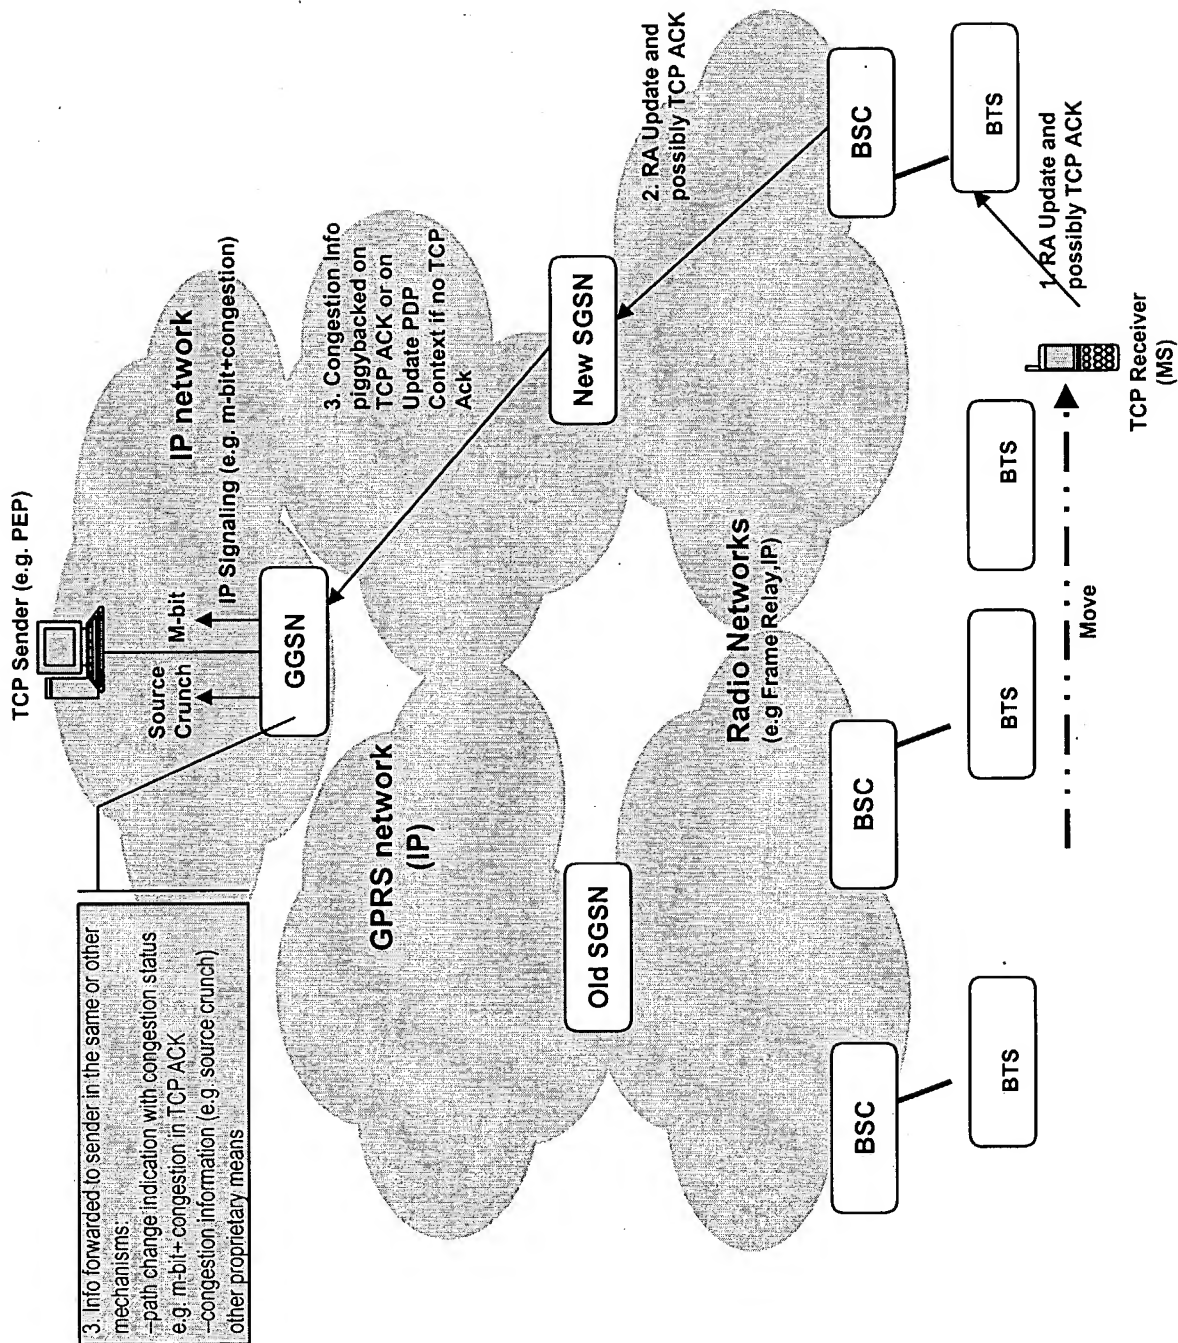 3. Info forwarded to sender in the same or other
mechanisms:
–path change indication with congestion status
e.g. m-bit+ congestion in TCP ACK
–congestion information (e.g. source crunch)
other proprietary means
TCP Sender (e.g. PEP)
Source
Crunch
M-bit
IP network
IP Signaling (e.g. m-bit+congestion)
GGSN
3. Congestion Info
piggybacked on
TCP ACK or on
Update PDP
Context if no TCP
Ack
GPRS network
(IP)
Old SGSN
New SGSN
2. RA Update and
possibly TCP ACK
Radio Networks
(e.g Frame Relay,IP)
BSC
BSC
BSC
BTS
BTS
BTS
BTS
1. RA Update and
possibly TCP ACK
Move
TCP Receiver
(MS)